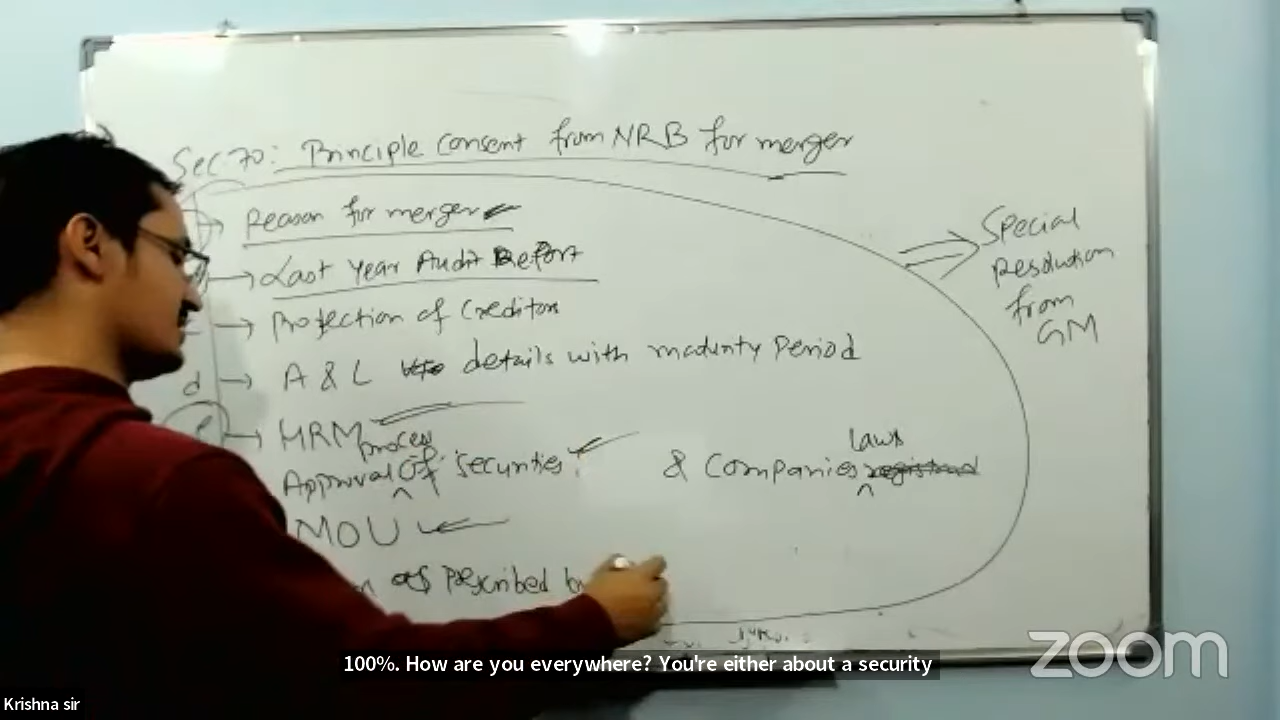 Sec 70: Principle Consent from NRB for merger
Reason for merger
Last Year Audit Report
Protection of Creditors
d → A & L details with maturity Period
e → HRM
process
Approval Of Securities
& Companies laws
MOU
as Prescribed by
Special
resolution
from
GM
100%. How are you everywhere? You're either about a security
zoom
Krishna sir